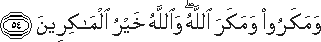 وَمَكَرُوا۟ وَمَكَرَ ٱللَّهُ ۖ وَٱللَّهُ خَيْرُ ٱلْمَـٰكِرِينَ ٥٤